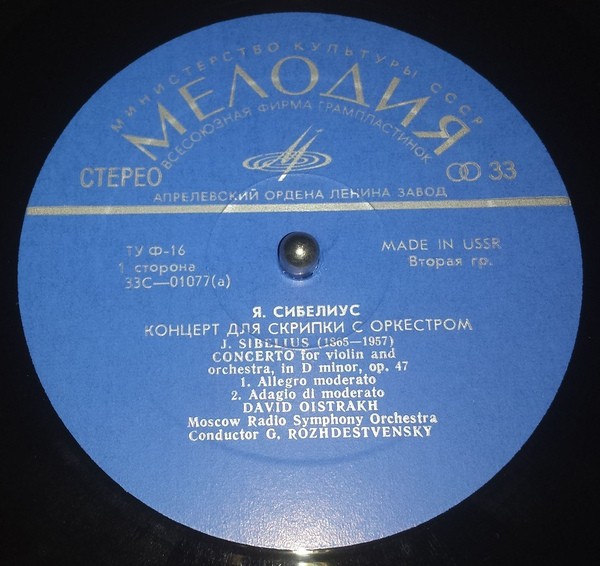 МИНИСТЕРСТВО КУЛЬТУРЫ СССР
МЕЛОДИЯ
ВСЕСОЮЗНАЯ ФИРМА ГРАМПЛАСТИНОК
СТЕРЕО 33
АПРЕЛЕВСКИЙ ОРДЕНА ЛЕНИНА ЗАВОД
ТУ Ф-16 MADE IN USSR
1 сторона Вторая гр.
33С—01077(а)
Я. СИБЕЛИУС
КОНЦЕРТ ДЛЯ СКРИПКИ С ОРКЕСТРОМ
J. SIBELIUS (1865—1957)
CONCERTO for violin and
orchestra, in D minor, op. 47
1. Allegro moderato
2. Adagio di moderato
DAVID OISTRAKH
Moscow Radio Symphony Orchestra
Conductor G. ROZHDESTVENSKY